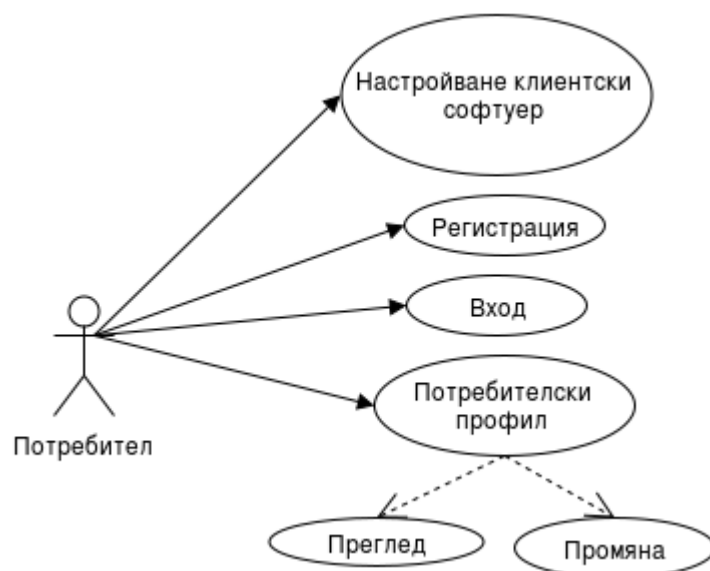 Настройване клиентски
софтуер
Регистрация
Вход
Потребителски
профил
Потребител
Преглед
Промяна